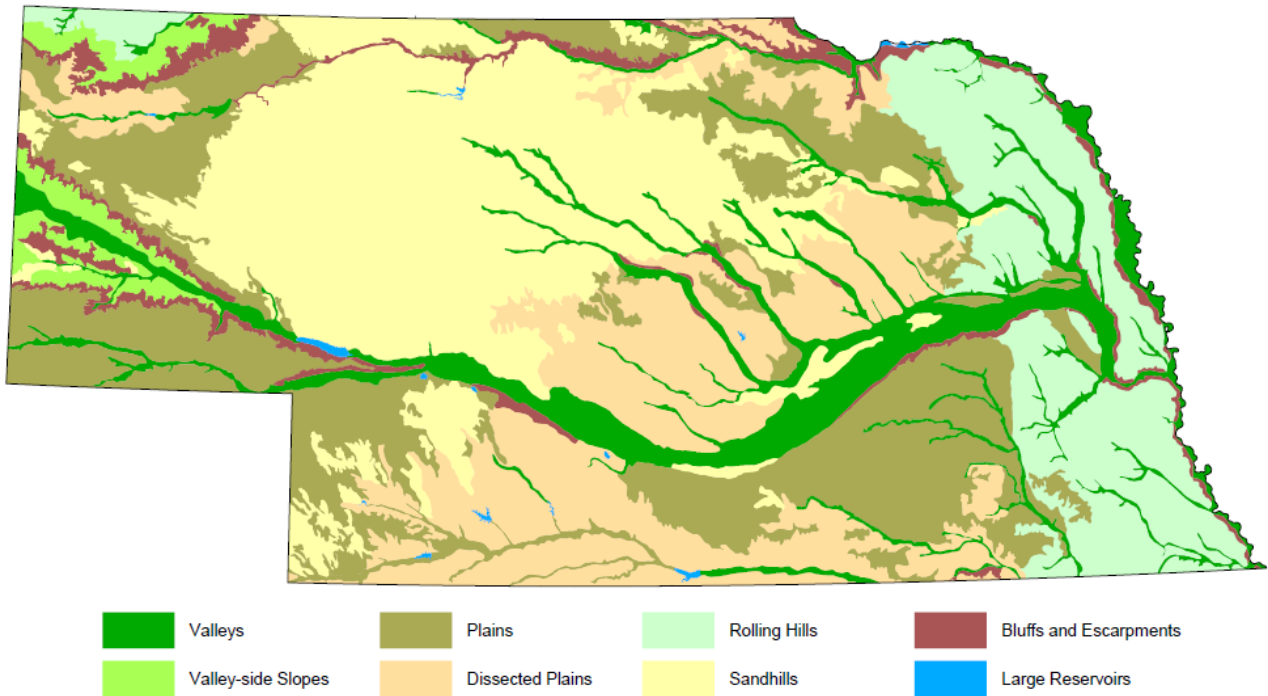 Valleys
Plains
Rolling Hills
Bluffs and Escarpments
Valley-side Slopes
Dissected Plains
Sandhills
Large Reservoirs